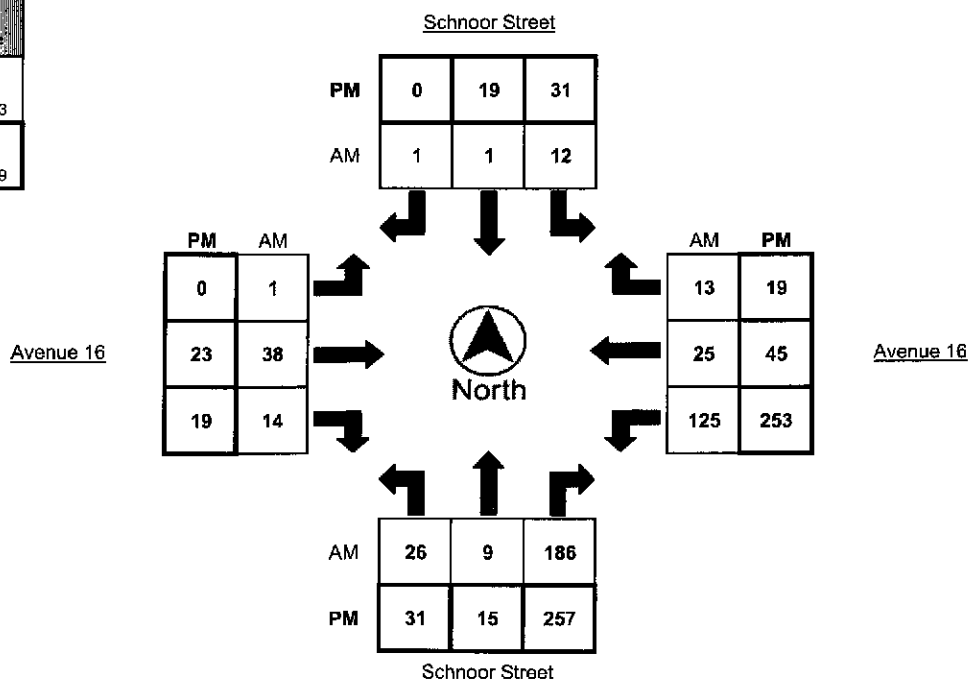 Schnoor Street
PM 0 19 31
AM 1 1 12
3
9
PM AM
0 1
23 38
19 14
Avenue 16
North
AM PM
13 19
25 45
125 253
Avenue 16
AM 26 9 186
PM 31 15 257
Schnoor Street